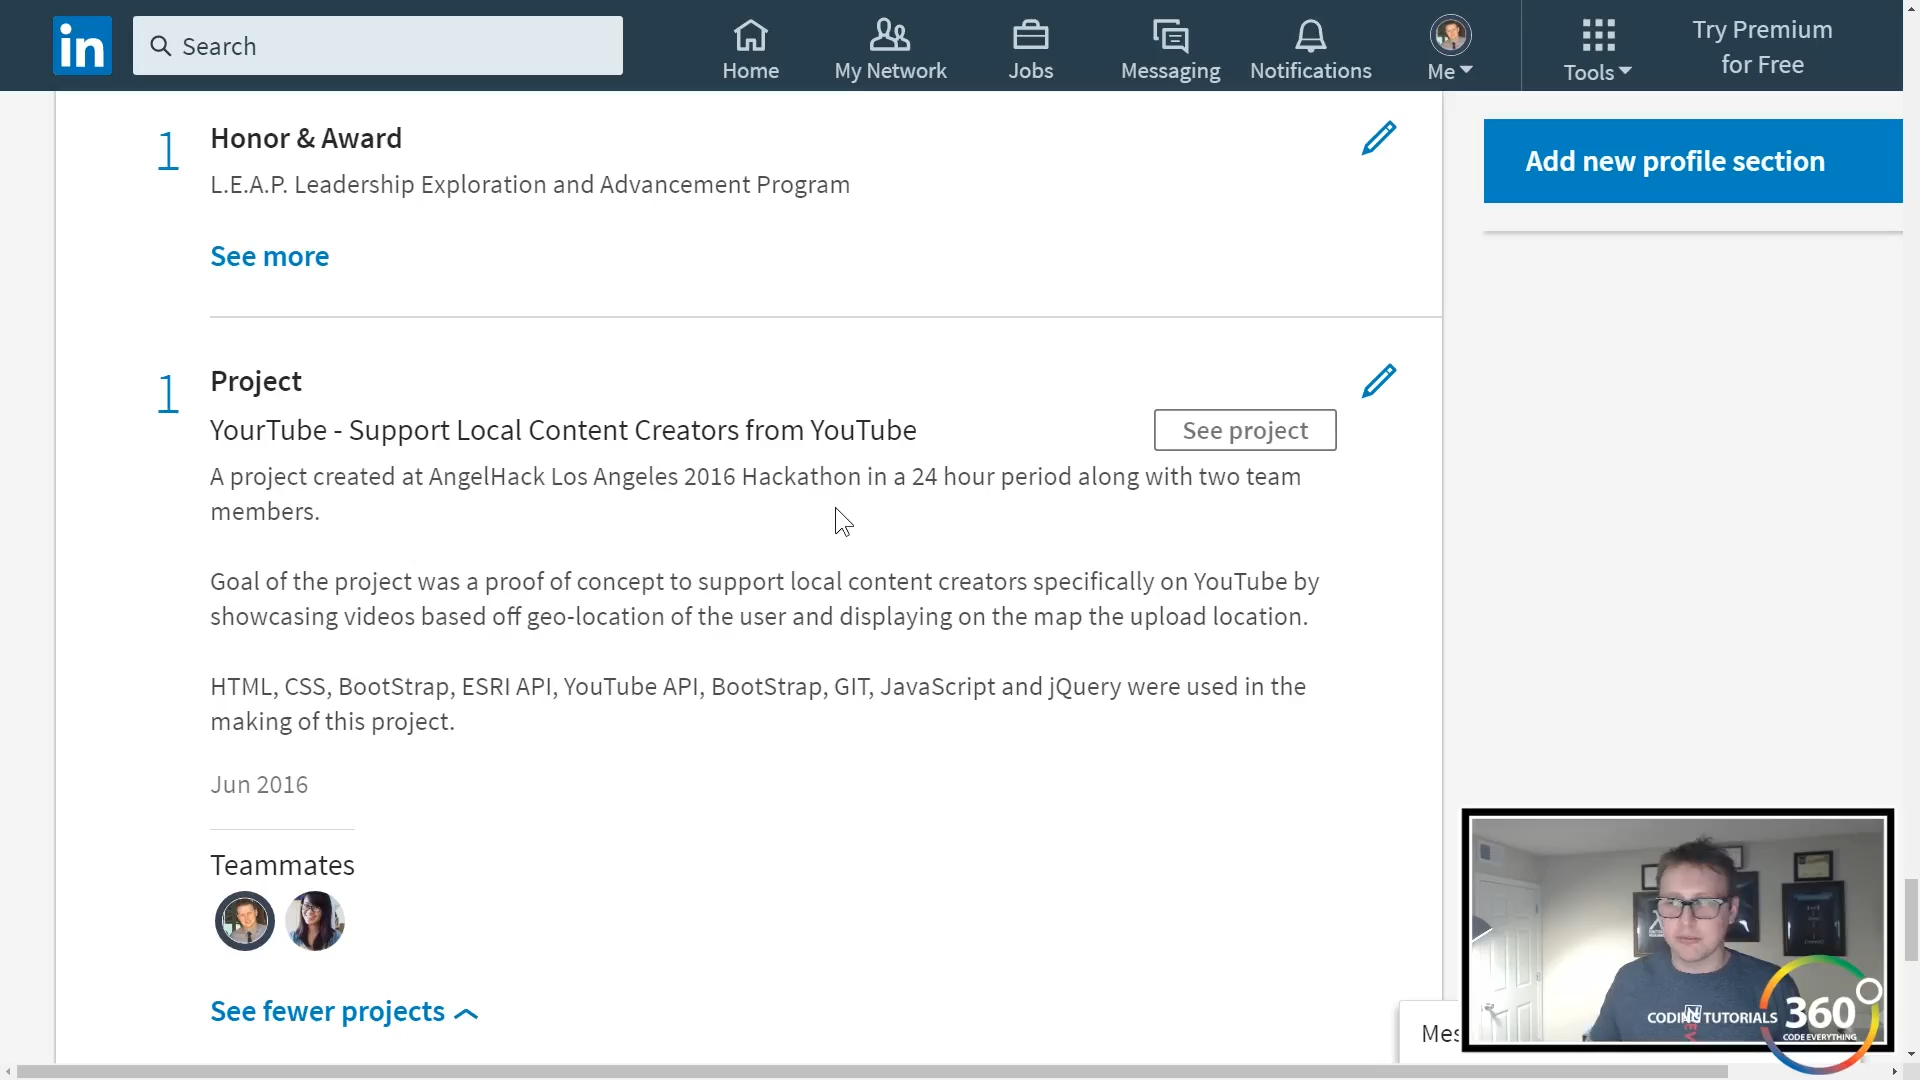 in
Search
Home
My Network
Jobs
Messaging
Notifications
Me
Tools
Try Premium
for Free
1
Honor & Award
L.E.A.P. Leadership Exploration and Advancement Program
See more
Add new profile section
1
Project
YourTube - Support Local Content Creators from YouTube
See project
A project created at AngelHack Los Angeles 2016 Hackathon in a 24 hour period along with two team
members.
Goal of the project was a proof of concept to support local content creators specifically on YouTube by
showcasing videos based off geo-location of the user and displaying on the map the upload location.
HTML, CSS, BootStrap, ESRI API, YouTube API, BootStrap, GIT, JavaScript and jQuery were used in the
making of this project.
Jun 2016
Teammates
See fewer projects
Mes
CODING TUTORIALS
360
CODE EVERYTHING